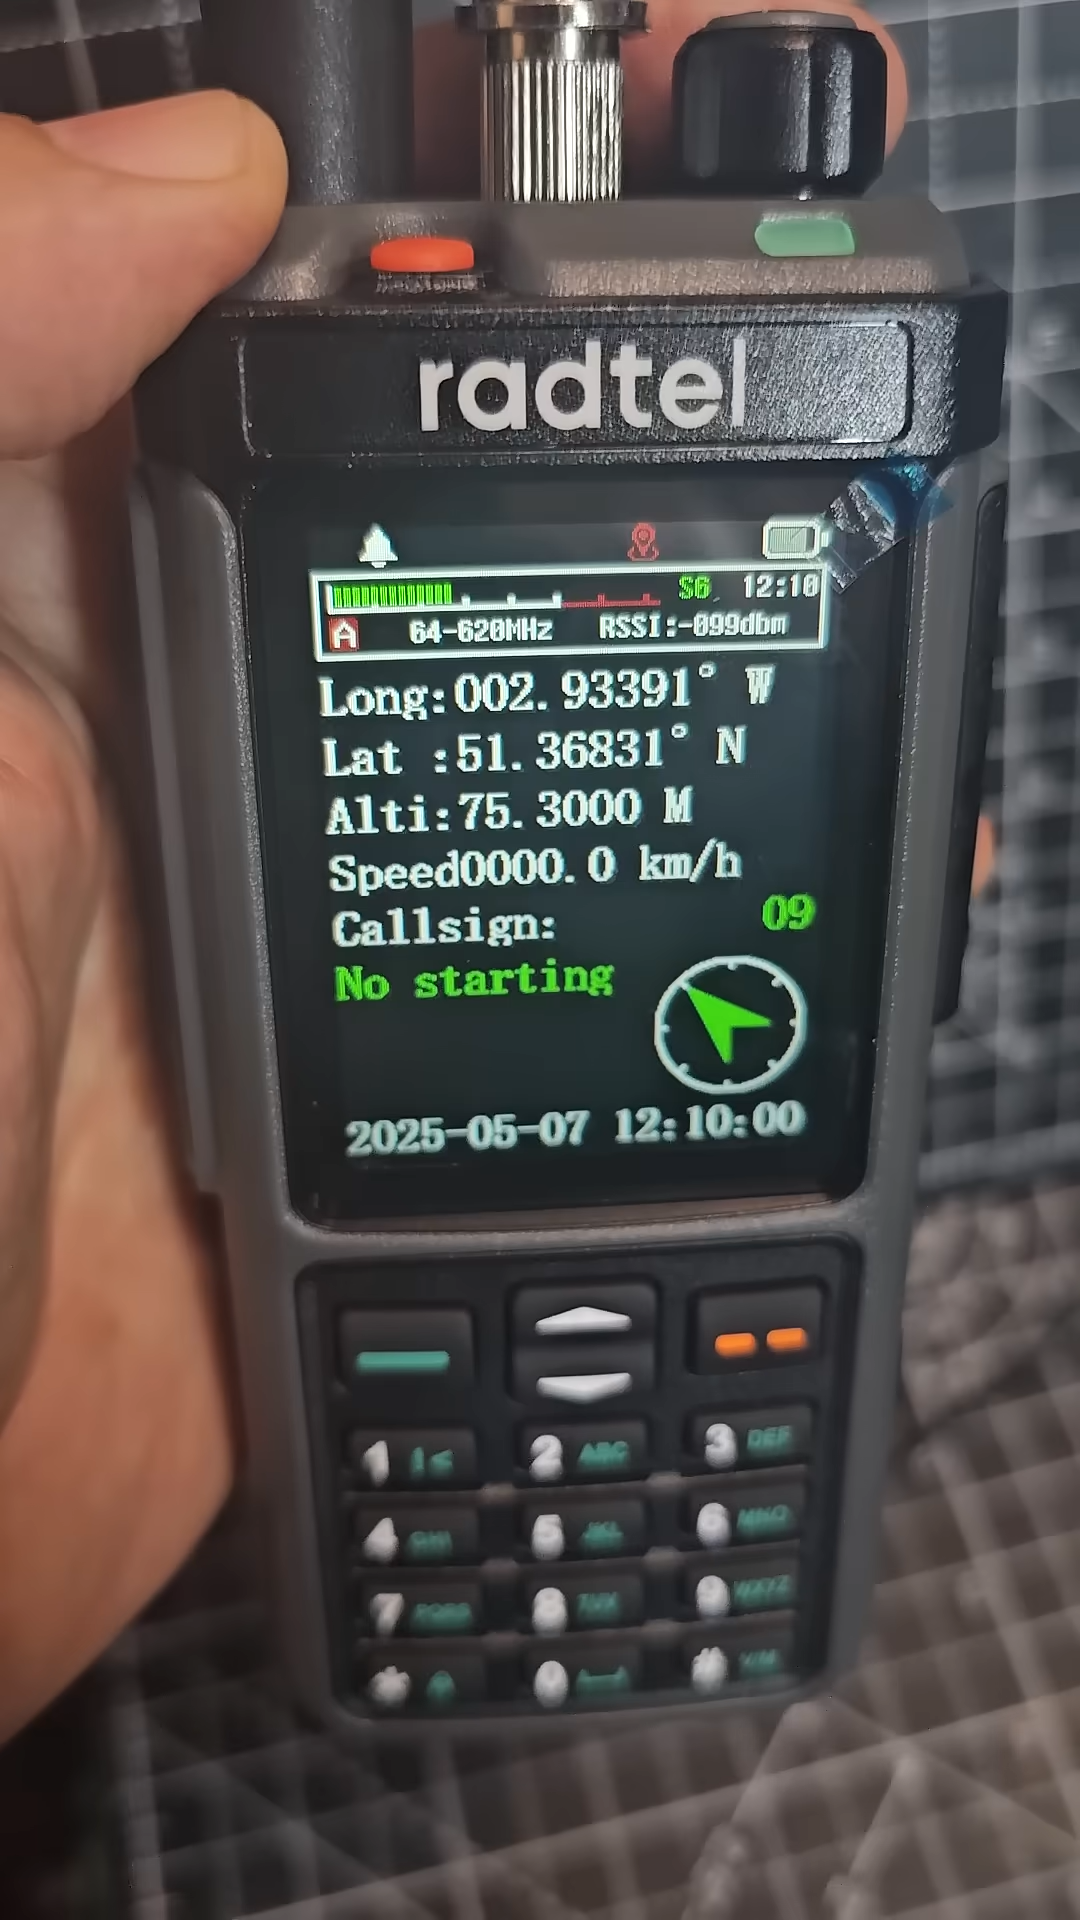 radtel
S6 12:10
A 64-620MHz RSSI:-099dbm
Long:002.93391° W
Lat :51.36831° N
Alti:75.3000 M
Speed0000.0 km/h
Callsign: 09
No starting
2025-05-07 12:10:00
1
2 ABC 3 DEF
4 GHI 5 JKL 6 MNO
7 PQRS 8 TUV 9 WXYZ
* 0 #